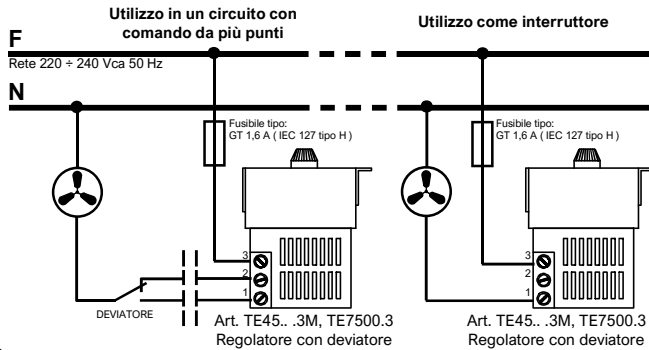 Utilizzo in un circuito con
comando da più punti
Utilizzo come interruttore
F
Rete 220 ÷ 240 Vca 50 Hz
N
Fusibile tipo:
GT 1,6 A ( IEC 127 tipo H )
Fusibile tipo:
GT 1,6 A ( IEC 127 tipo H )
3
2
1
3
2
1
DEVIATORE
Art. TE45.. .3M, TE7500.3
Regolatore con deviatore
Art. TE45.. .3M, TE7500.3
Regolatore con deviatore